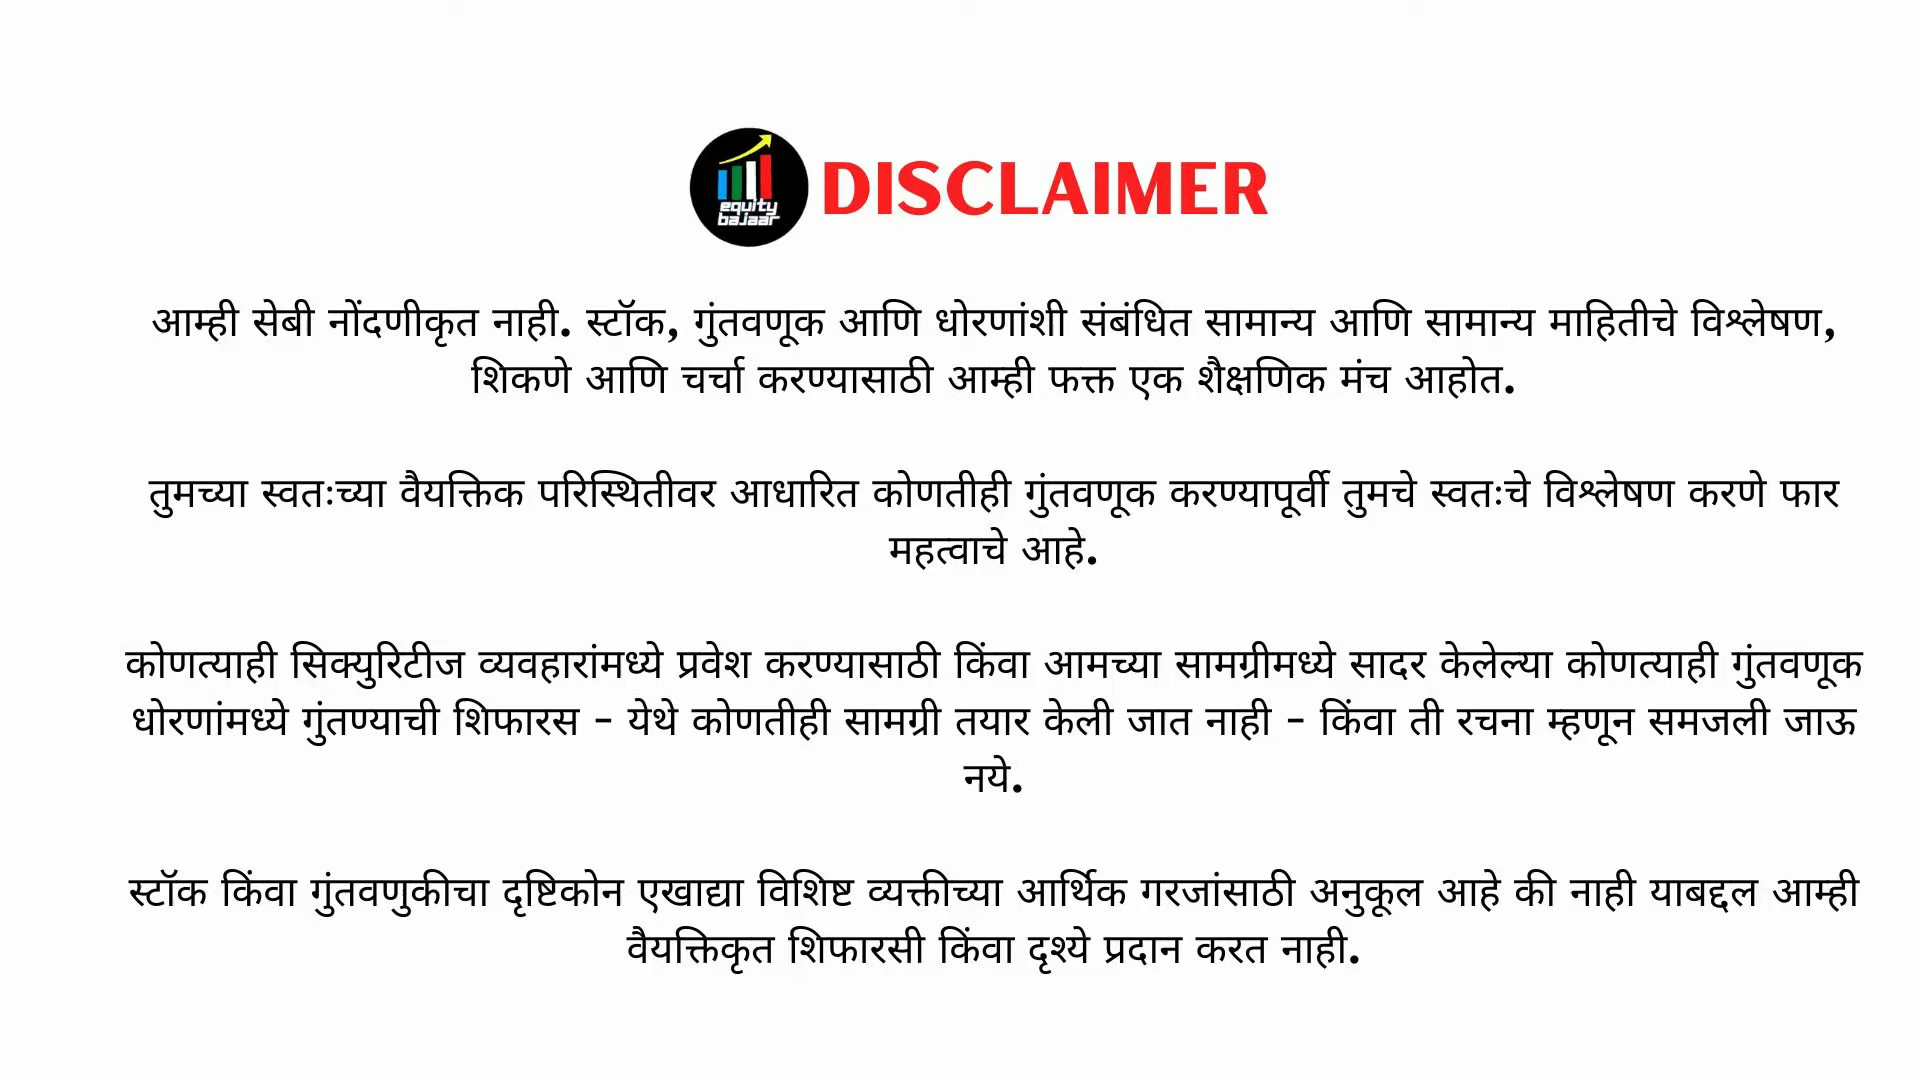 equity
bajaar
DISCLAIMER
आम्ही सेबी नोंदणीकृत नाही. स्टॉक, गुंतवणूक आणि धोरणांशी संबंधित सामान्य आणि सामान्य माहितीचे विश्लेषण,
शिकणे आणि चर्चा करण्यासाठी आम्ही फक्त एक शैक्षणिक मंच आहोत.
तुमच्या स्वतःच्या वैयक्तिक परिस्थितीवर आधारित कोणतीही गुंतवणूक करण्यापूर्वी तुमचे स्वतःचे विश्लेषण करणे फार
महत्वाचे आहे.
कोणत्याही सिक्युरिटीज व्यवहारांमध्ये प्रवेश करण्यासाठी किंवा आमच्या सामग्रीमध्ये सादर केलेल्या कोणत्याही गुंतवणूक
धोरणांमध्ये गुंतण्याची शिफारस - येथे कोणतीही सामग्री तयार केली जात नाही - किंवा ती रचना म्हणून समजली जाऊ
नये.
स्टॉक किंवा गुंतवणुकीचा दृष्टिकोन एखाद्या विशिष्ट व्यक्तीच्या आर्थिक गरजांसाठी अनुकूल आहे की नाही याबद्दल आम्ही
वैयक्तिकृत शिफारसी किंवा दृश्ये प्रदान करत नाही.